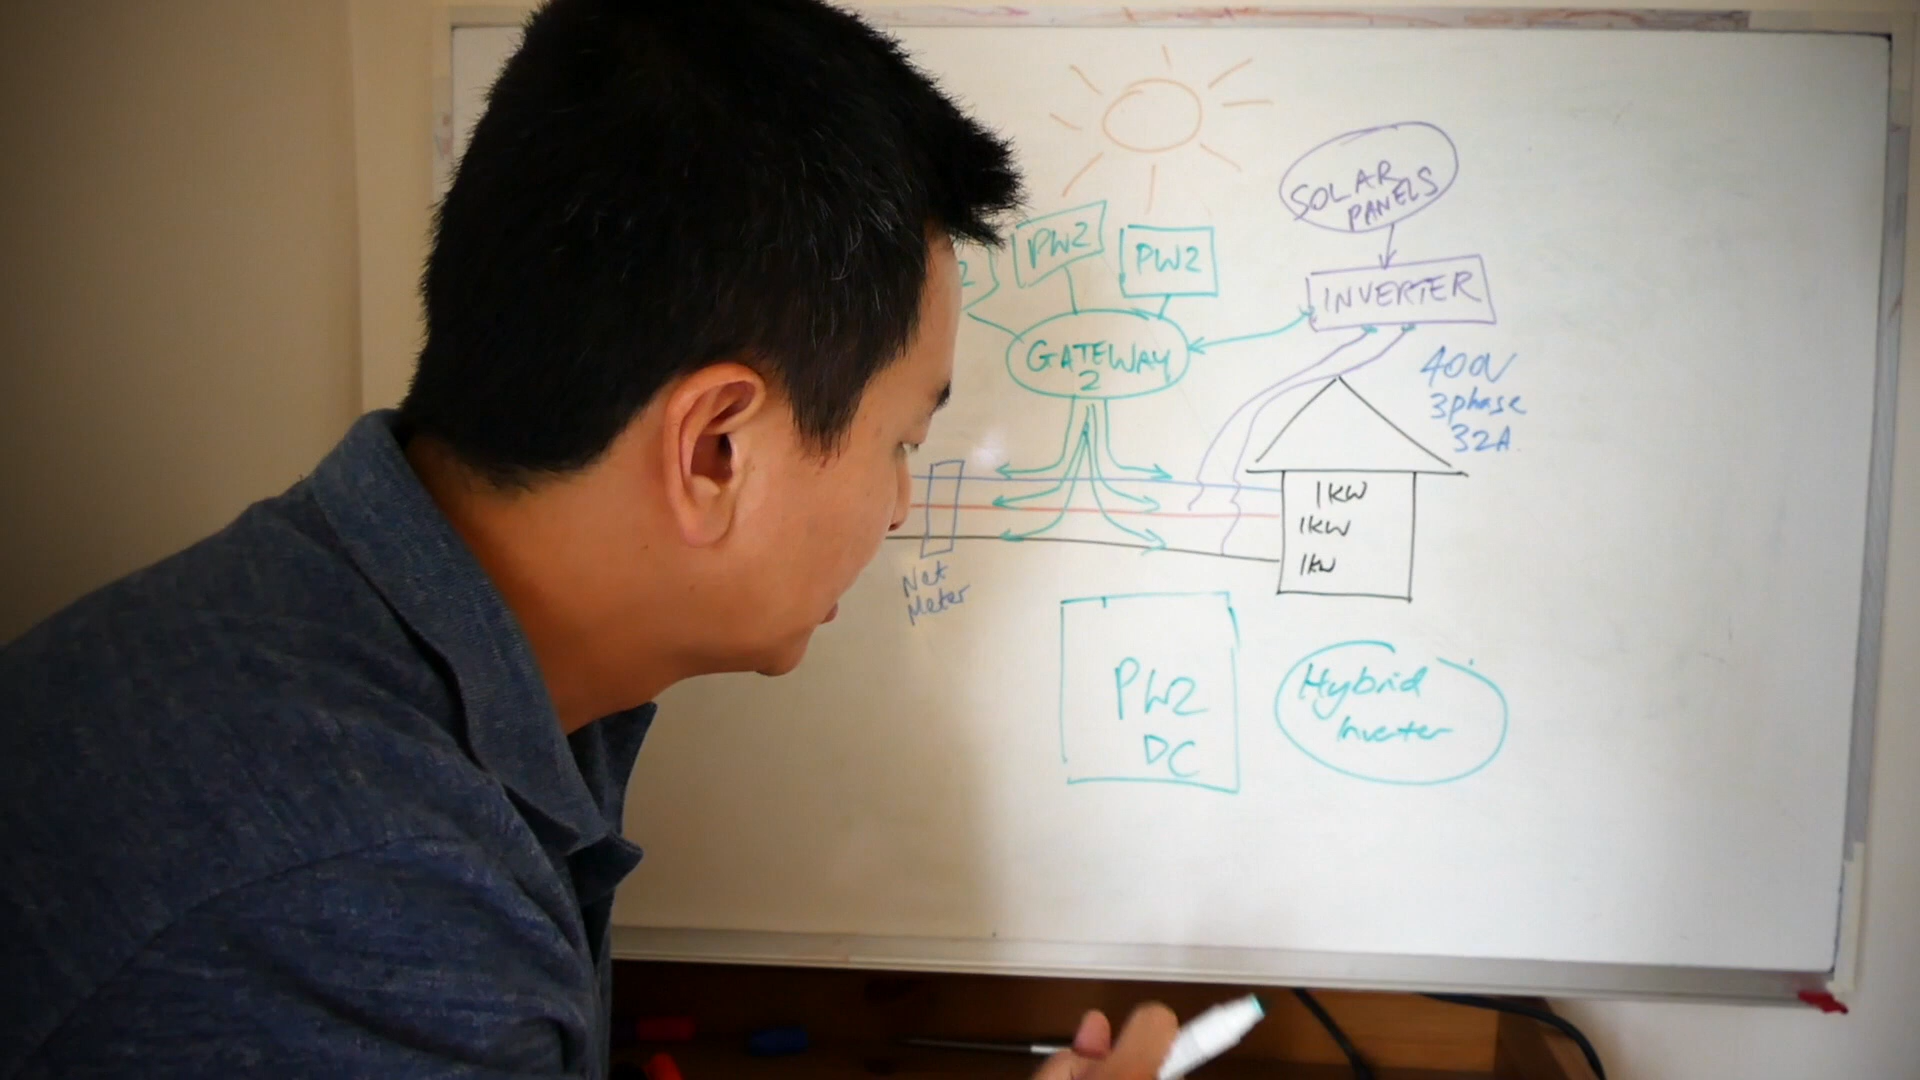 SOLAR
PANELS
2
PW2
PW2
INVERTER
GATEWAY
2
400V
3phase
32A
1KW
1KW
1KW
Net
Meter
PW2
DC
Hybrid
Inverter